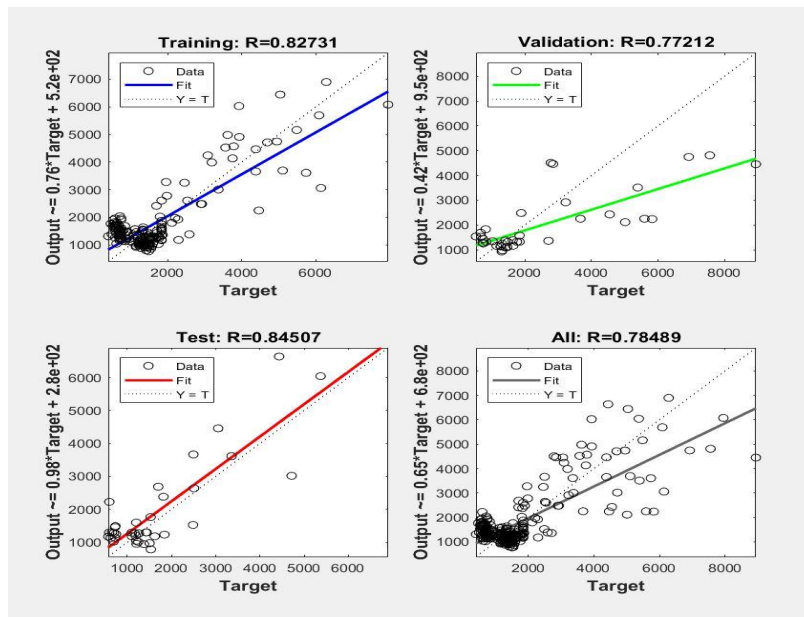 Training: R=0.82731
Output ~= 0.76*Target + 5.2e+02
7000
6000
5000
4000
3000
2000
1000
Data
Fit
Y = T
2000 4000 6000
Target
Validation: R=0.77212
Output ~= 0.42*Target + 9.5e+02
8000
7000
6000
5000
4000
3000
2000
1000
Data
Fit
Y = T
2000 4000 6000 8000
Target
Test: R=0.84507
Output ~= 0.98*Target + 2.8e+02
6000
5000
4000
3000
2000
1000
Data
Fit
Y = T
1000 2000 3000 4000 5000 6000
Target
All: R=0.78489
Output ~= 0.65*Target + 6.8e+02
8000
7000
6000
5000
4000
3000
2000
1000
Data
Fit
Y = T
2000 4000 6000 8000
Target